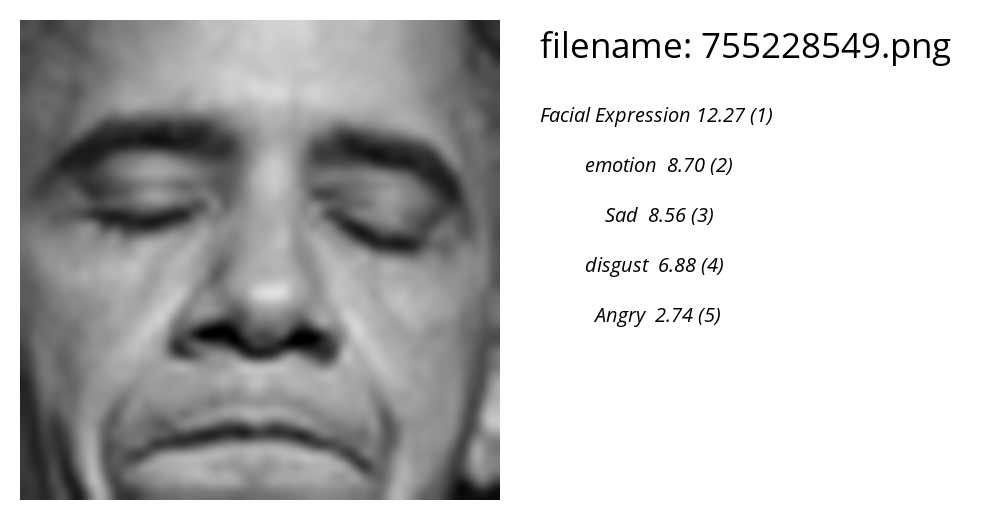 filename: 755228549.png
Facial Expression 12.27 (1)
emotion 8.70 (2)
Sad 8.56 (3)
disgust 6.88 (4)
Angry 2.74 (5)